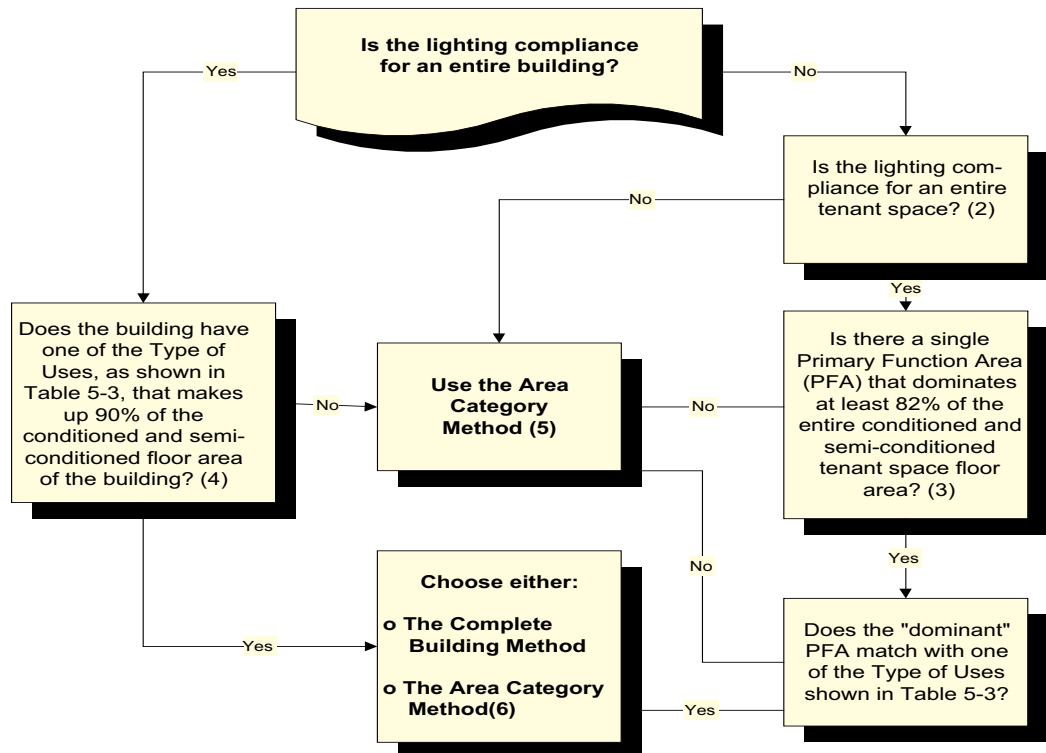 Is the lighting compliance
for an entire building?
Yes
No
Is the lighting com-
pliance for an entire
tenant space? (2)
No
Yes
Does the building have
one of the Type of
Uses, as shown in
Table 5-3, that makes
up 90% of the
conditioned and semi-
conditioned floor area
of the building? (4)
No
Use the Area
Category
Method (5)
No
Is there a single
Primary Function Area
(PFA) that dominates
at least 82% of the
entire conditioned and
semi-conditioned
tenant space floor
area? (3)
No
Yes
Choose either:
o The Complete
Building Method
o The Area Category
Method(6)
Yes
Yes
Does the "dominant"
PFA match with one
of the Type of Uses
shown in Table 5-3?